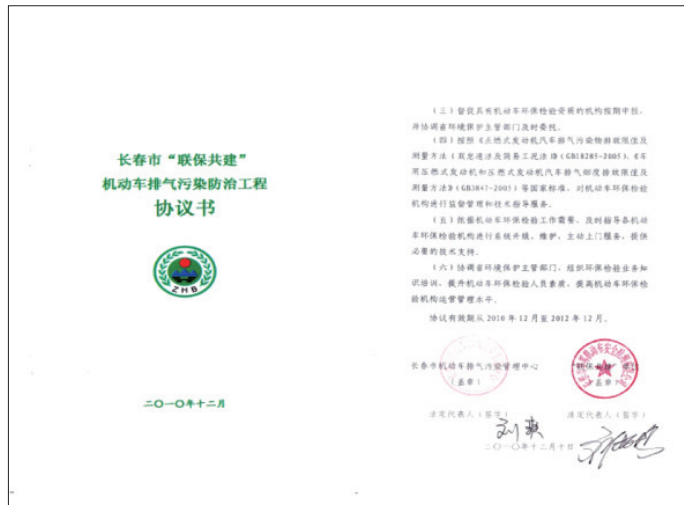 长春市“联保共建”
机动车排气污染防治工程
协议书
ZHB
二〇一〇年十二月
(三)督促具有机动车环保检验资质的机构按期申报,
并协调省环境保护主管部门及时委托。
(四)按照《点燃式发动机汽车排气污染物排放限值及
测量方法(双怠速法及简易工况法)》(GB18285-2005)、《车
用压燃式发动机和压燃式发动机汽车排气烟度排放限值及
测量方法》(GB3847-2005)等国家标准,对机动车环保检验
机构进行监督管理和技术指导服务。
(五)依据机动车环保检验工作需要,及时指导各机动
车环保检验机构进行系统升级、维护,主动上门服务,提供
必要的技术支持。
(六)协调省环境保护主管部门,组织环保检验业务知
识培训,提升机动车环保检验人员素质,提高机动车环保检
验机构运营管理水平。
协议有效期从2010年12月至2012年12月。
长春市机动车排气污染管理中心
(盖章)
(盖章)
法定代表人(签字)
法定代表人(签字)
二〇一〇年十二月十日